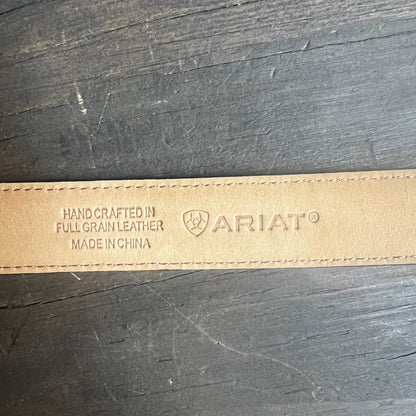 HAND CRAFTED IN
FULL GRAIN LEATHER
MADE IN CHINA
ARIAT®